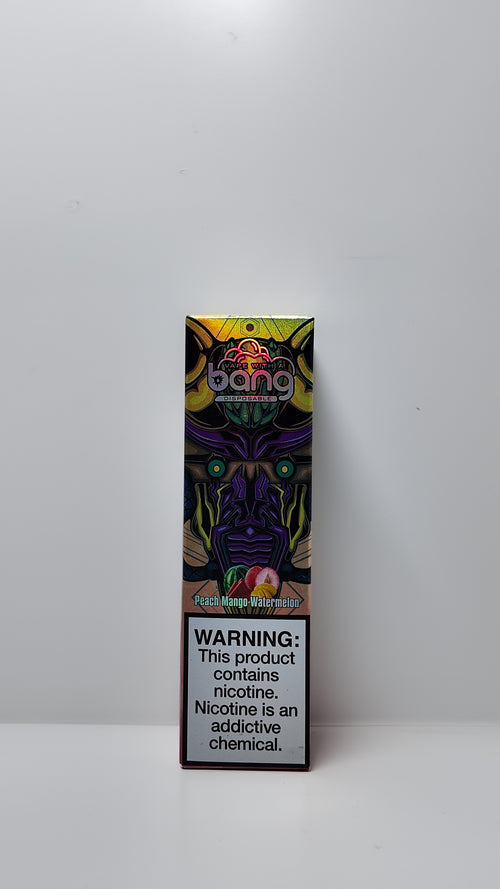 VAPE WITH A
bang
DISPOSABLE
Peach Mango Watermelon
WARNING:
This product
contains
nicotine.
Nicotine is an
addictive
chemical.